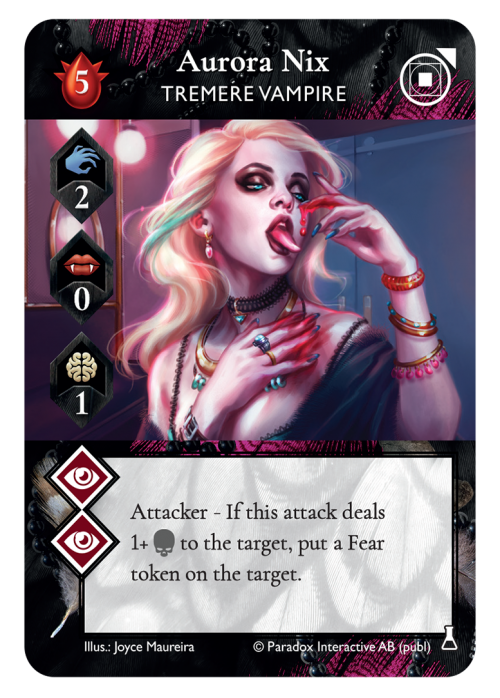 Aurora Nix
5
TREMERE VAMPIRE
2
0
1
Attacker - If this attack deals
1+ to the target, put a Fear
token on the target.
Illus.: Joyce Maureira
© Paradox Interactive AB (publ)